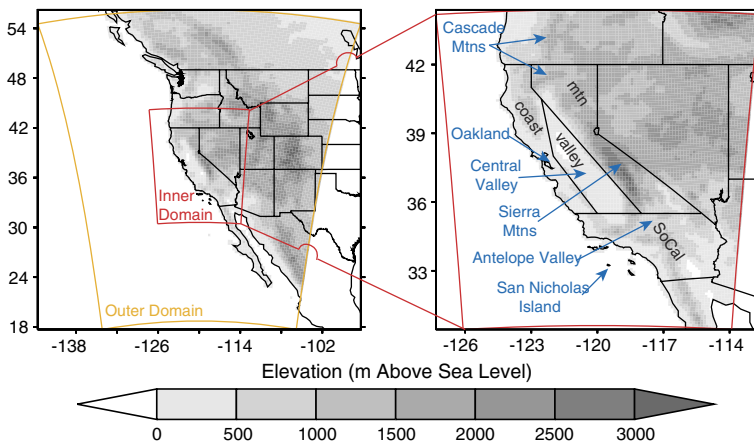 54
48
42
36
30
24
18
-138
-126
-114
-102
Inner
Domain
Outer Domain
42
39
36
33
-126
-123
-120
-117
-114
Cascade
Mtns
mtn
coast
valley
Oakland
Central
Valley
Sierra
Mtns
SoCal
Antelope Valley
San Nicholas
Island
Elevation (m Above Sea Level)
0 500 1000 1500 2000 2500 3000